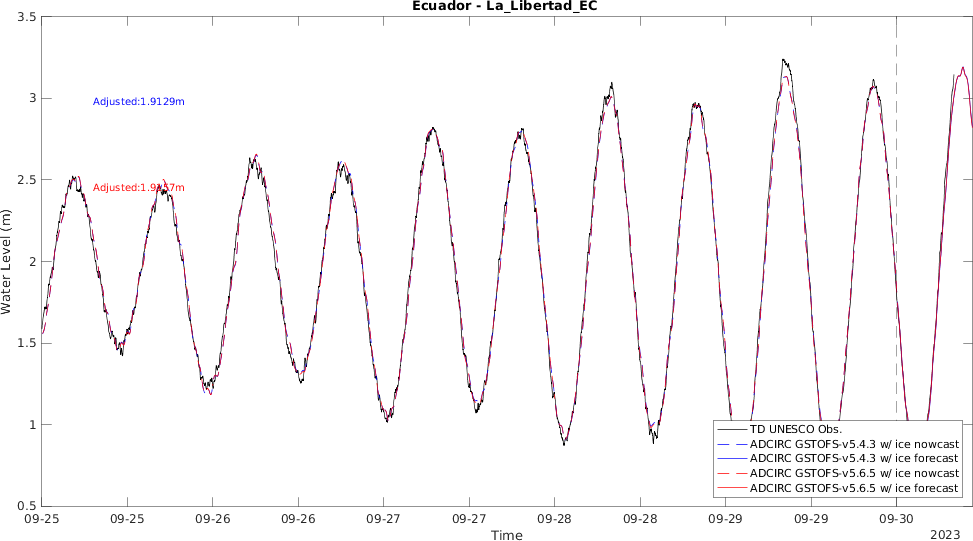 Ecuador - La_Libertad_EC
3.5
3
2.5
2
1.5
1
0.5
Water Level (m)
Adjusted:1.9129m
TD UNESCO Obs.
ADCIRC GSTOFS-v5.4.3 w/ ice nowcast
ADCIRC GSTOFS-v5.4.3 w/ ice forecast
ADCIRC GSTOFS-v5.6.5 w/ ice nowcast
ADCIRC GSTOFS-v5.6.5 w/ ice forecast
09-25 09-25 09-26 09-26 09-27 09-27 09-28 09-28 09-29 09-29 09-30
Time
2023